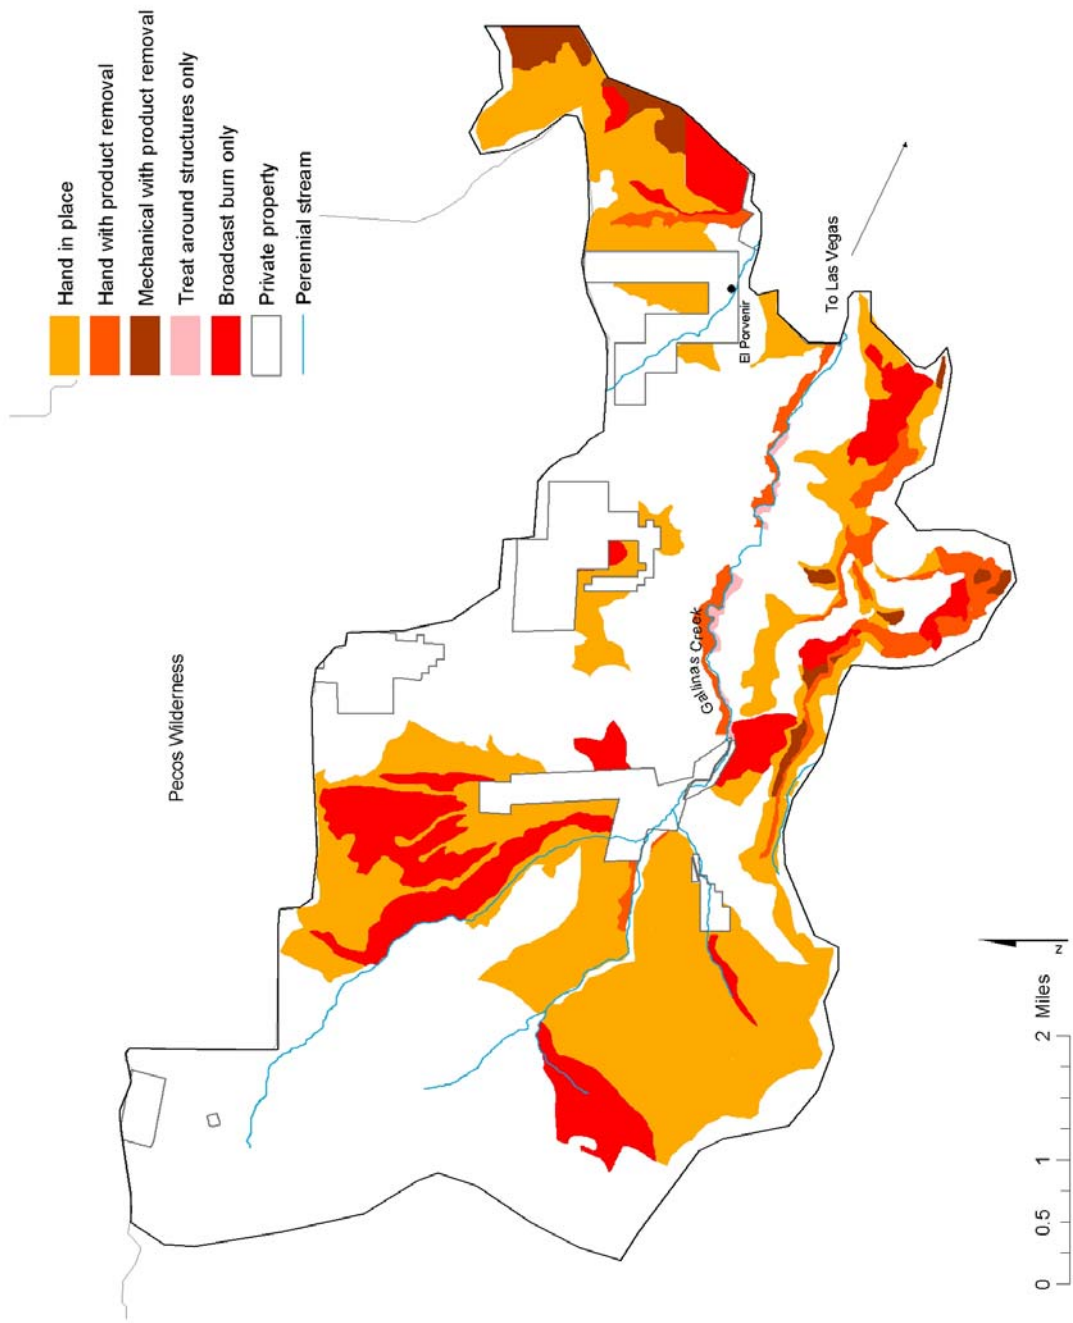 Hand in place
Hand with product removal
Mechanical with product removal
Treat around structures only
Broadcast burn only
Private property
Perennial stream
Pecos Wilderness
El Porvenir
To Las Vegas
Gallinas Creek
N
0 0.5 1 2 Miles